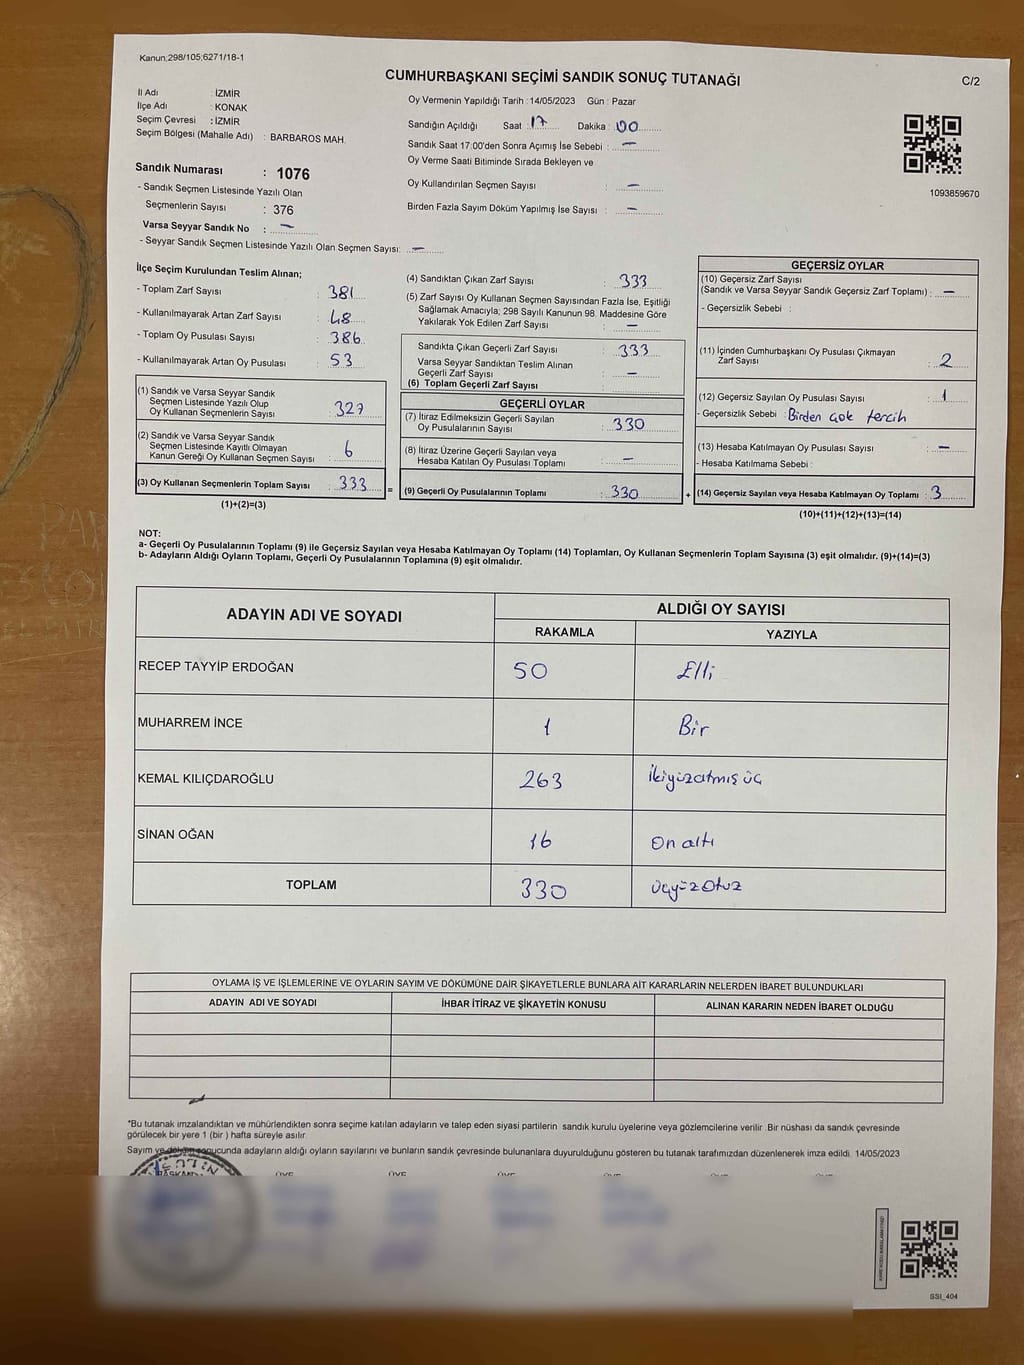 Kanun;298/105;6271/18-1
CUMHURBAŞKANI SEÇİMİ SANDIK SONUÇ TUTANAĞI
C/2
İl Adı : İZMİR
İlçe Adı : KONAK
Seçim Çevresi : İZMİR
Seçim Bölgesi (Mahalle Adı) : BARBAROS MAH.
Oy Vermenin Yapıldığı Tarih :14/05/2023 Gün : Pazar
Sandığın Açıldığı Saat : 17 Dakika : 00
Sandık Saat 17:00'den Sonra Açımış İse Sebebi : —
Oy Verme Saati Bitiminde Sırada Bekleyen ve
Oy Kullandırılan Seçmen Sayısı : —
Birden Fazla Sayım Döküm Yapılmış İse Sayısı : —
1093859670
Sandık Numarası : 1076
- Sandık Seçmen Listesinde Yazılı Olan
Seçmenlerin Sayısı : 376
Varsa Seyyar Sandık No : —
- Seyyar Sandık Seçmen Listesinde Yazılı Olan Seçmen Sayısı: —
İlçe Seçim Kurulundan Teslim Alınan;
- Toplam Zarf Sayısı : 381
- Kullanılmayarak Artan Zarf Sayısı : 48
- Toplam Oy Pusulası Sayısı : 386
- Kullanılmayarak Artan Oy Pusulası : 53
(1) Sandık ve Varsa Seyyar Sandık
Seçmen Listesinde Yazılı Olup
Oy Kullanan Seçmenlerin Sayısı : 327
(2) Sandık ve Varsa Seyyar Sandık
Seçmen Listesinde Kayıtlı Olmayan
Kanun Gereği Oy Kullanan Seçmen Sayısı : 6
(3) Oy Kullanan Seçmenlerin Toplam Sayısı : 333 =
(1)+(2)=(3)
(4) Sandıktan Çıkan Zarf Sayısı : 333
(5) Zarf Sayısı Oy Kullanan Seçmen Sayısından Fazla İse, Eşitliği
Sağlamak Amacıyla; 298 Sayılı Kanunun 98. Maddesine Göre
Yakılarak Yok Edilen Zarf Sayısı : —
Sandıkta Çıkan Geçerli Zarf Sayısı : 333
Varsa Seyyar Sandıktan Teslim Alınan
Geçerli Zarf Sayısı : —
(6) Toplam Geçerli Zarf Sayısı :
GEÇERLİ OYLAR
(7) İtiraz Edilmeksizin Geçerli Sayılan
Oy Pusulalarının Sayısı : 330
(8) İtiraz Üzerine Geçerli Sayılan veya
Hesaba Katılan Oy Pusulası Toplamı : —
(9) Geçerli Oy Pusulalarının Toplamı : 330 +
GEÇERSİZ OYLAR
(10) Geçersiz Zarf Sayısı
(Sandık ve Varsa Seyyar Sandık Geçersiz Zarf Toplamı) : —
- Geçersizlik Sebebi :
(11) İçinden Cumhurbaşkanı Oy Pusulası Çıkmayan
Zarf Sayısı : 2
(12) Geçersiz Sayılan Oy Pusulası Sayısı : 1
- Geçersizlik Sebebi : Birden çok tercih
(13) Hesaba Katılmayan Oy Pusulası Sayısı : —
- Hesaba Katılmama Sebebi :
(14) Geçersiz Sayılan veya Hesaba Katılmayan Oy Toplamı : 3
(10)+(11)+(12)+(13)=(14)
NOT:
a- Geçerli Oy Pusulalarının Toplamı (9) ile Geçersiz Sayılan veya Hesaba Katılmayan Oy Toplamı (14) Toplamları, Oy Kullanan Seçmenlerin Toplam Sayısına (3) eşit olmalıdır. (9)+(14)=(3)
b- Adayların Aldığı Oyların Toplamı, Geçerli Oy Pusulalarının Toplamına (9) eşit olmalıdır.
ADAYIN ADI VE SOYADI ALDIĞI OY SAYISI
RAKAMLA YAZIYLA
RECEP TAYYİP ERDOĞAN 50 Elli
MUHARREM İNCE 1 Bir
KEMAL KILIÇDAROĞLU 263 İkiyüzatmış üç
SİNAN OĞAN 16 On altı
TOPLAM 330 üçyüzotuz
OYLAMA İŞ VE İŞLEMLERİNE VE OYLARIN SAYIM VE DÖKÜMÜNE DAİR ŞİKAYETLERLE BUNLARA AİT KARARLARIN NELERDEN İBARET BULUNDUKLARI
ADAYIN ADI VE SOYADI İHBAR İTİRAZ VE ŞİKAYETİN KONUSU ALINAN KARARIN NEDEN İBARET OLDUĞU
*Bu tutanak imzalandıktan ve mühürlendikten sonra seçime katılan adayların ve talep eden siyasi partilerin sandık kurulu üyelerine veya gözlemcilerine verilir. Bir nüshası da sandık çevresinde
görülecek bir yere 1 (bir ) hafta süreyle asılır.
Sayım ve döküm sonucunda adayların aldığı oyların sayılarını ve bunların sandık çevresinde bulunanlara duyurulduğunu gösteren bu tutanak tarafımızdan düzenlenerek imza edildi. 14/05/2023
SSI_404